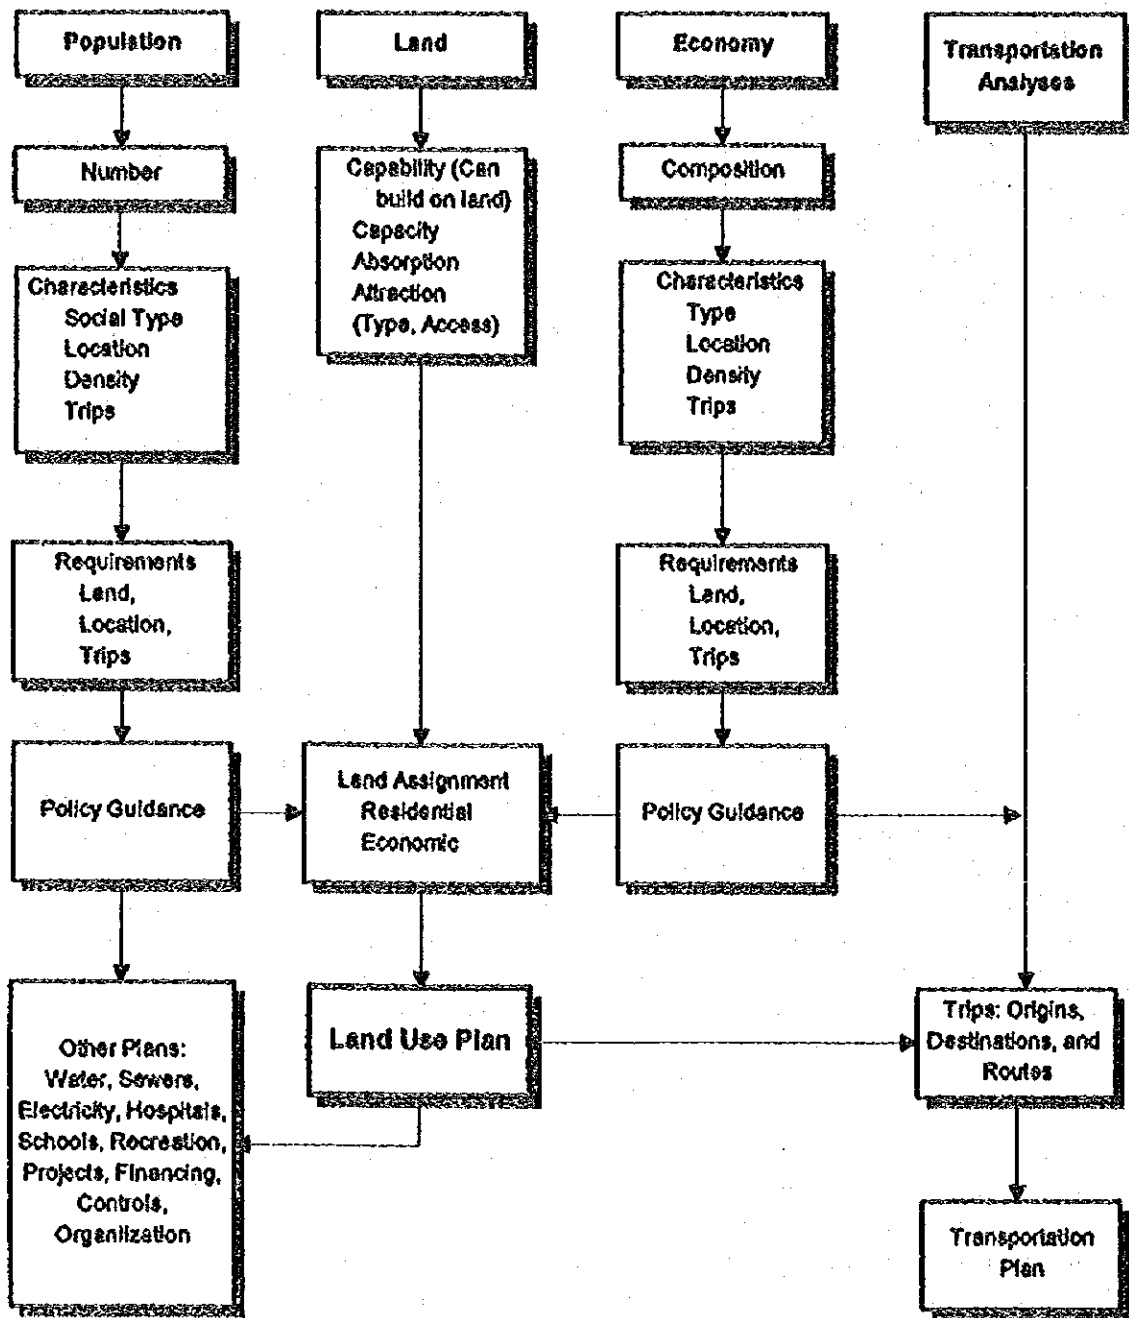 Population
Land
Economy
Transportation
Analyses
Number
Capability (Can
build on land)
Capacity
Absorption
Attraction
(Type, Access)
Composition
Characteristics
Social Type
Location
Density
Trips
Characteristics
Type
Location
Density
Trips
Requirements
Land,
Location,
Trips
Requirements
Land,
Location,
Trips
Policy Guidance
Land Assignment
Residential
Economic
Policy Guidance
Other Plans:
Water, Sewers,
Electricity, Hospitals,
Schools, Recreation,
Projects, Financing,
Controls,
Organiization
Land Use Plan
Trips: Origins,
Destinations, and
Routes
Transportation
Plan